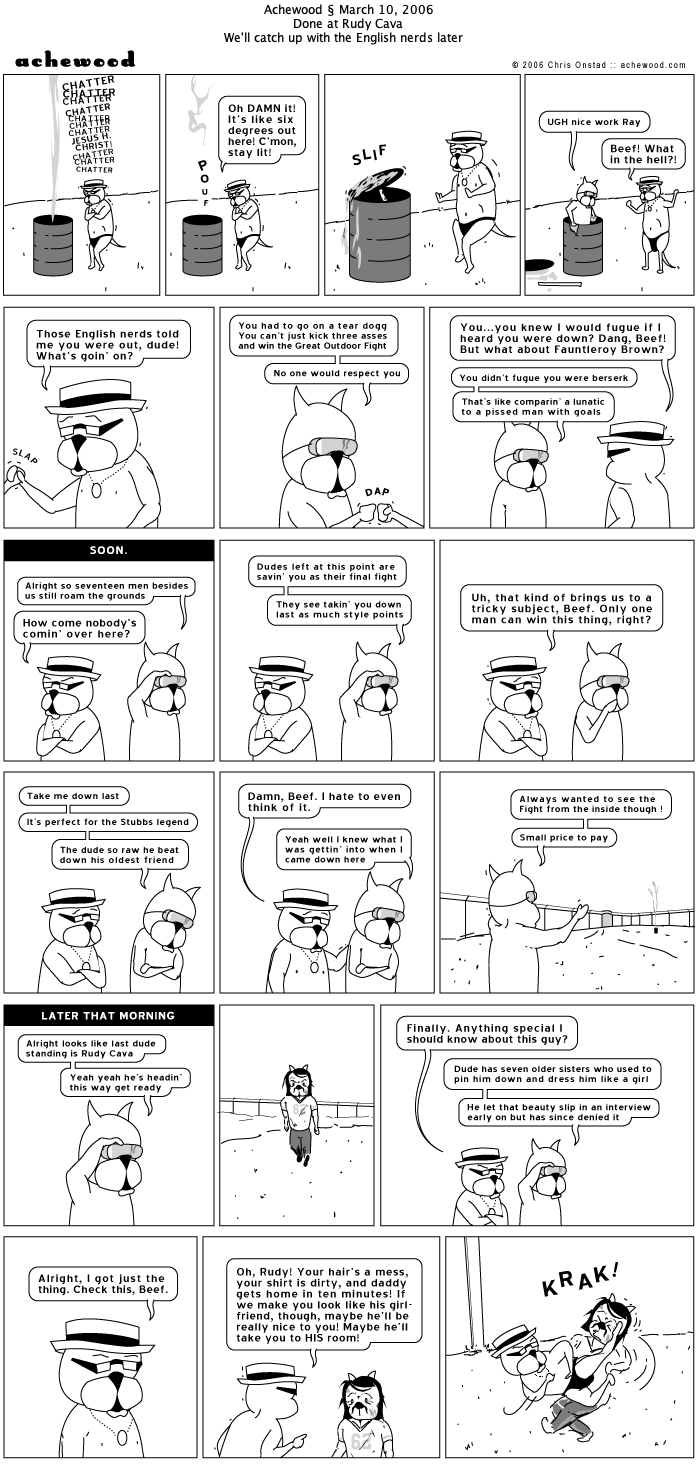 Achewood § March 10, 2006
Done at Rudy Cava
We'll catch up with the English nerds later
achewood
© 2006 Chris Onstad :: achewood.com
CHATTER
CHATTER
CHATTER
CHATTER
CHATTER
CHATTER
CHATTER
JESUS H.
CHRIST!
CHATTER
CHATTER
CHATTER
Oh DAMN it!
It's like six
degrees out
here! C'mon,
stay lit!
POUF
SLIF
UGH nice work Ray
Beef! What
in the hell?!
Those English nerds told
me you were out, dude!
What's goin' on?
SLAP
You had to go on a tear dogg
You can't just kick three asses
and win the Great Outdoor Fight
No one would respect you
DAP
You...you knew I would fugue if I
heard you were down? Dang, Beef!
But what about Fauntleroy Brown?
You didn't fugue you were berserk
That's like comparin' a lunatic
to a pissed man with goals
SOON.
Alright so seventeen men besides
us still roam the grounds
How come nobody's
comin' over here?
Dudes left at this point are
savin' you as their final fight
They see takin' you down
last as much style points
Uh, that kind of brings us to a
tricky subject, Beef. Only one
man can win this thing, right?
Take me down last
It's perfect for the Stubbs legend
The dude so raw he beat
down his oldest friend
Damn, Beef. I hate to even
think of it.
Yeah well I knew what I
was gettin' into when I
came down here
Always wanted to see the
Fight from the inside though !
Small price to pay
LATER THAT MORNING
Alright looks like last dude
standing is Rudy Cava
Yeah yeah he's headin'
this way get ready
62
Finally. Anything special I
should know about this guy?
Dude has seven older sisters who used to
pin him down and dress him like a girl
He let that beauty slip in an interview
early on but has since denied it
Alright, I got just the
thing. Check this, Beef.
Oh, Rudy! Your hair's a mess,
your shirt is dirty, and daddy
gets home in ten minutes! If
we make you look like his girl-
friend, though, maybe he'll be
really nice to you! Maybe he'll
take you to HIS room!
62
KRAK!